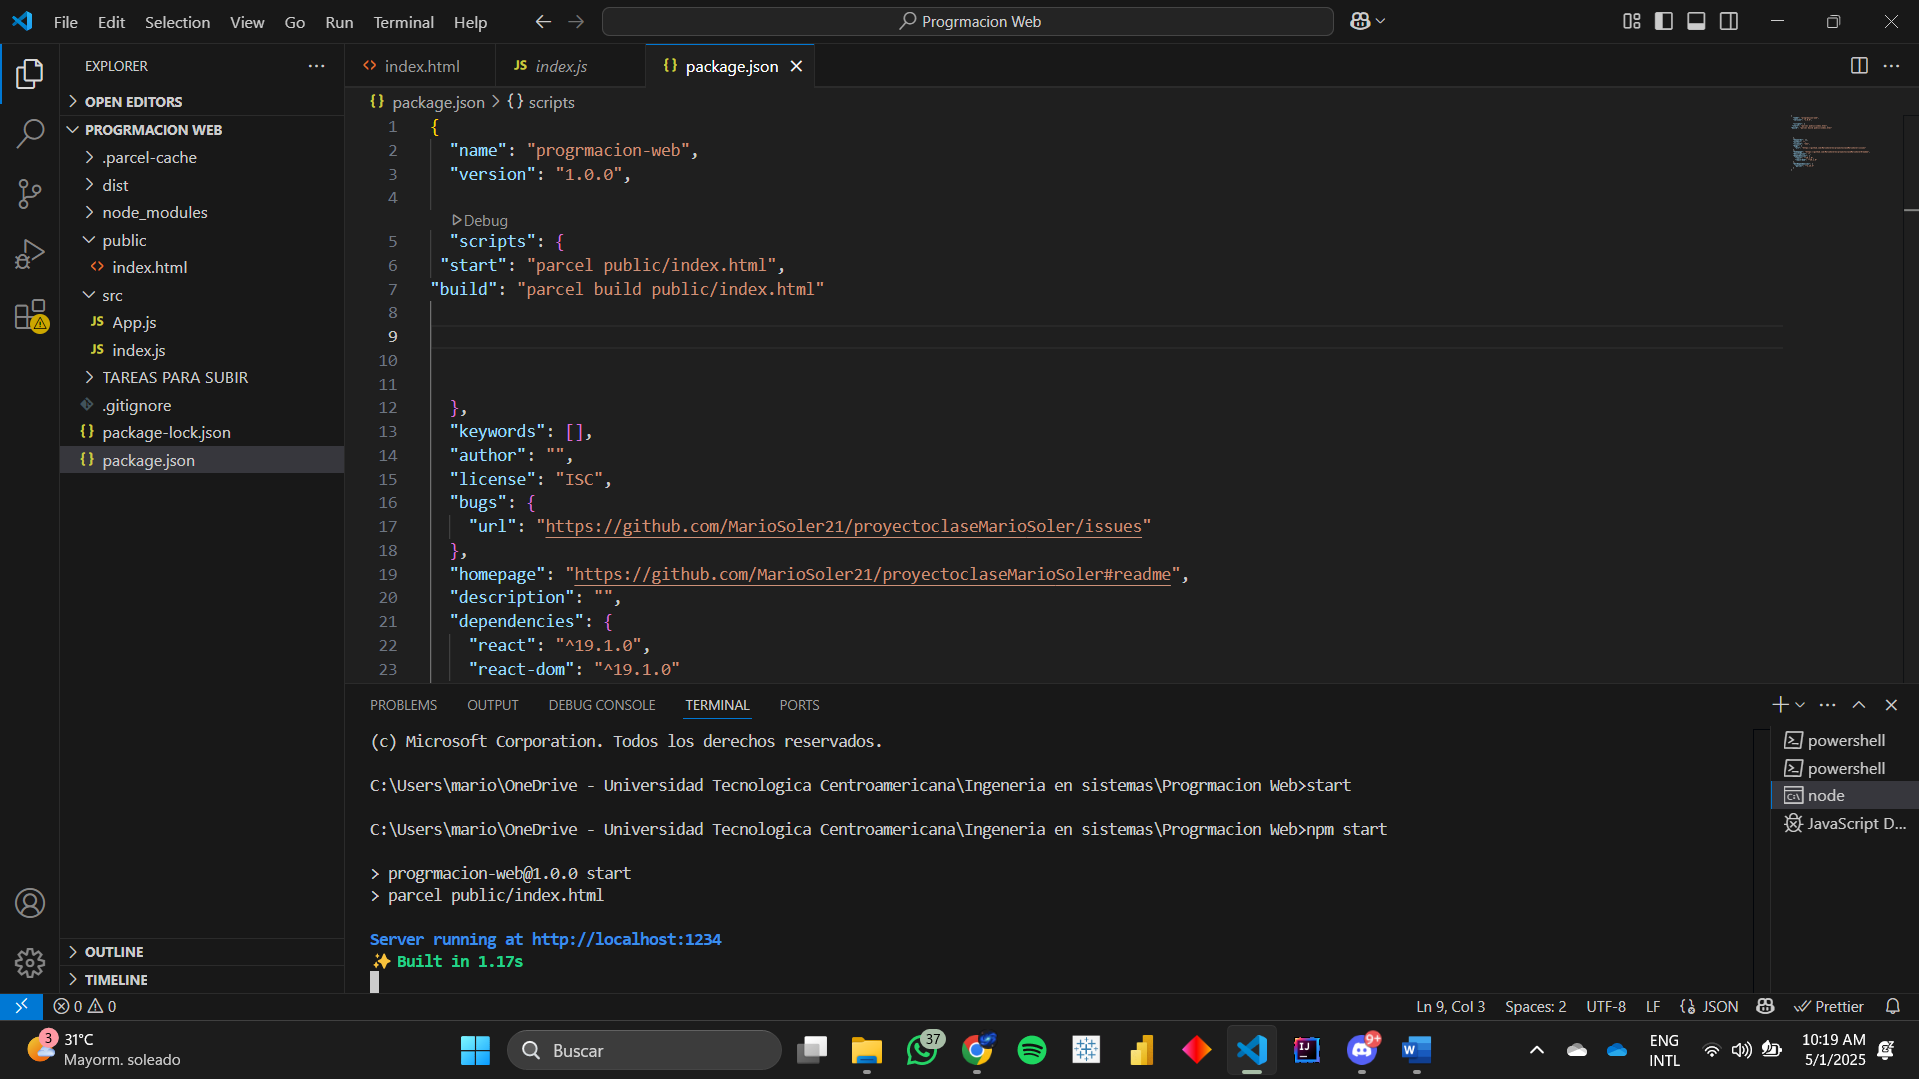 File Edit Selection View Go Run Terminal Help
Progrmacion Web
EXPLORER
OPEN EDITORS
PROGRMACION WEB
.parcel-cache
dist
node_modules
public
<> index.html
src
JS App.js
JS index.js
TAREAS PARA SUBIR
.gitignore
{} package-lock.json
{} package.json
OUTLINE
TIMELINE
<> index.html
JS index.js
{} package.json
{} package.json > {} scripts
1 {
2 "name": "progrmacion-web",
3 "version": "1.0.0",
4
Debug
5 "scripts": {
6 "start": "parcel public/index.html",
7 "build": "parcel build public/index.html"
8
9
10
11
12 },
13 "keywords": [],
14 "author": "",
15 "license": "ISC",
16 "bugs": {
17 "url": "https://github.com/MarioSoler21/proyectoclaseMarioSoler/issues"
18 },
19 "homepage": "https://github.com/MarioSoler21/proyectoclaseMarioSoler#readme",
20 "description": "",
21 "dependencies": {
22 "react": "^19.1.0",
23 "react-dom": "^19.1.0"
PROBLEMS OUTPUT DEBUG CONSOLE TERMINAL PORTS
(c) Microsoft Corporation. Todos los derechos reservados.
C:\Users\mario\OneDrive - Universidad Tecnologica Centroamericana\Ingeneria en sistemas\Progrmacion Web>start
C:\Users\mario\OneDrive - Universidad Tecnologica Centroamericana\Ingeneria en sistemas\Progrmacion Web>npm start
> progrmacion-web@1.0.0 start
> parcel public/index.html
Server running at http://localhost:1234
✨ Built in 1.17s
powershell
powershell
node
JavaScript D...
0 0
Ln 9, Col 3 Spaces: 2 UTF-8 LF {} JSON Prettier
3
31°C
Mayorm. soleado
Buscar
37
9+
ENG
INTL
10:19 AM
5/1/2025